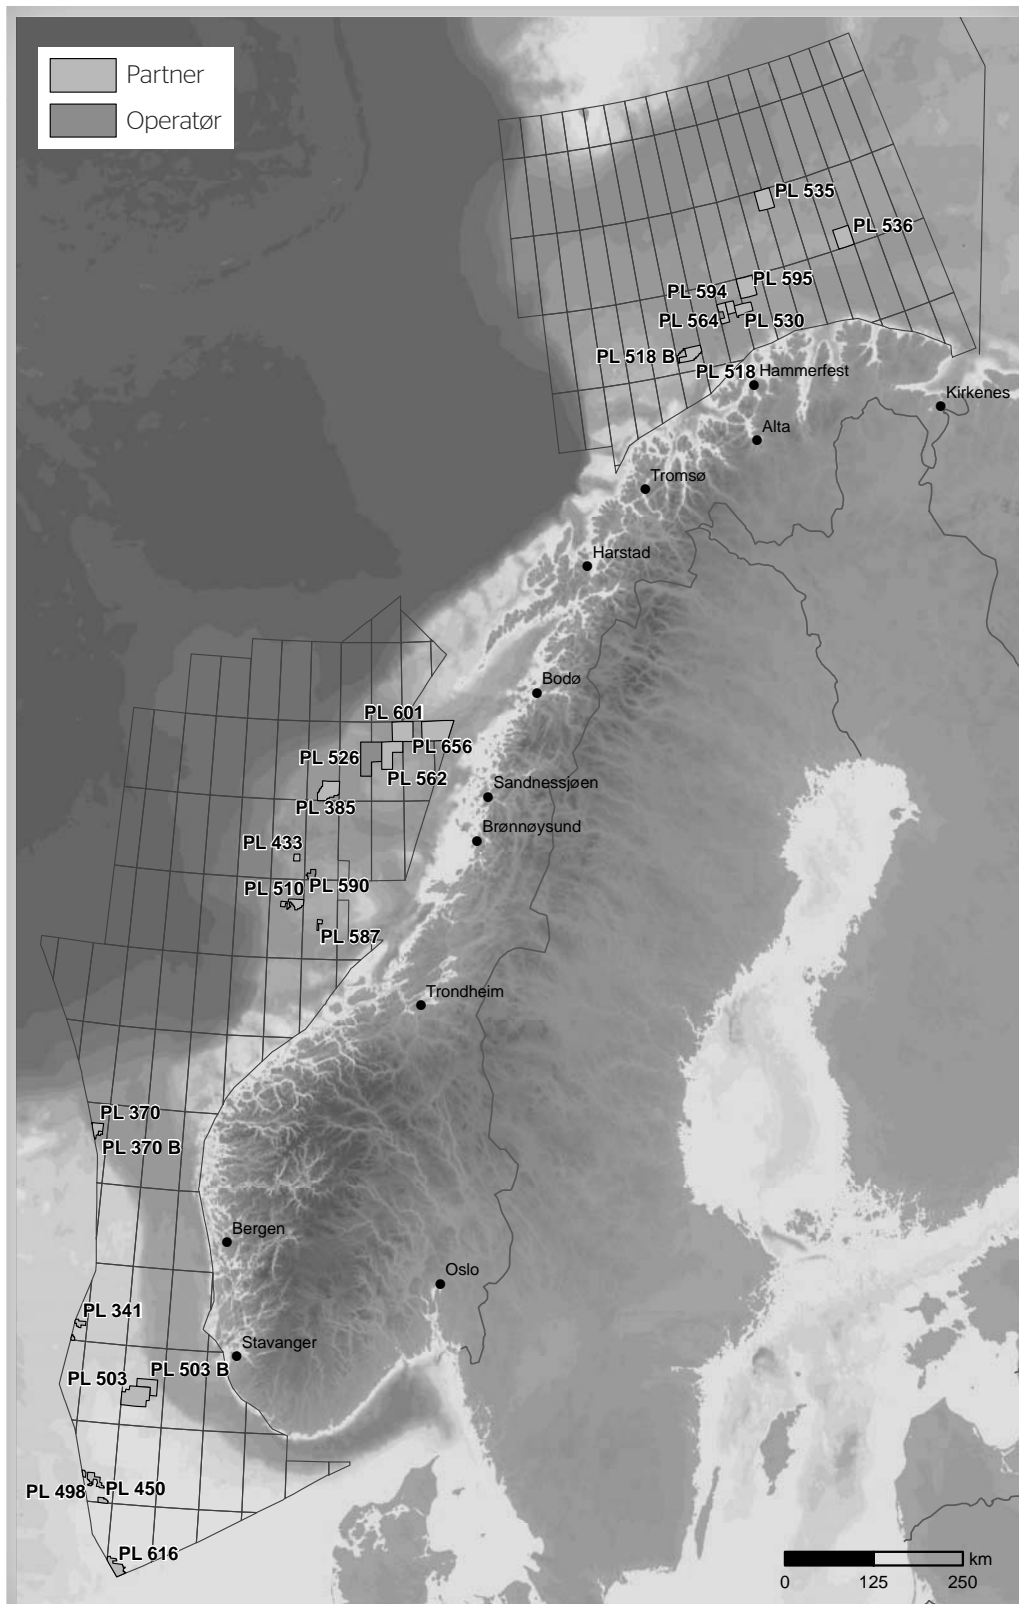 Partner
Operatør
PL 535
PL 536
PL 595
PL 594
PL 564
PL 530
PL 518 B
PL 518
Hammerfest
Kirkenes
Alta
Tromsø
Harstad
Bodø
PL 601
PL 656
PL 526
PL 562
Sandnessjøen
PL 385
Brønnøysund
PL 433
PL 590
PL 510
PL 587
Trondheim
PL 370
PL 370 B
Bergen
Oslo
PL 341
Stavanger
PL 503 B
PL 503
PL 450
PL 498
PL 616
km
0 125 250